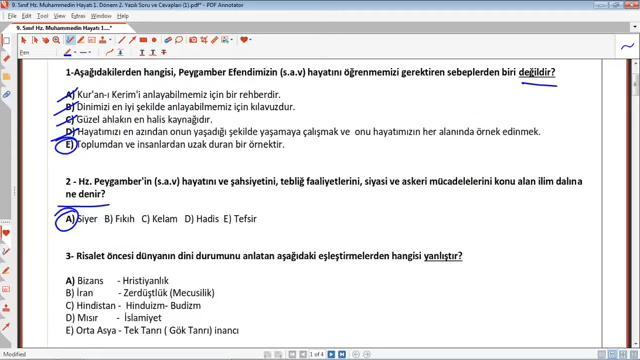 9. Sınıf Hz. Muhammedin Hayatı 1. Dönem 2. Yazılı Soru ve Cevapları (1).pdf* - PDF Annotator
File Edit View Insert Tool Document Window Help
9. Sınıf Hz. Muhammedin Hayatı 1....*
Pen
1-Aşağıdakilerden hangisi, Peygamber Efendimizin (s.a.v) hayatını öğrenmemizi gerektiren sebeplerden biri değildir?
A) Kur'an-ı Kerim'i anlayabilmemiz için bir rehberdir.
B) Dinimizi en iyi şekilde anlayabilmemiz için kılavuzdur.
C) Güzel ahlakın en halis kaynağıdır.
D) Hayatımızı en azından onun yaşadığı şekilde yaşamaya çalışmak ve onu hayatımızın her alanında örnek edinmek.
E) Toplumdan ve insanlardan uzak duran bir örnektir.
2 - Hz. Peygamber'in (s.a.v) hayatını ve şahsiyetini, tebliğ faaliyetlerini, siyasi ve askeri mücadelelerini konu alan ilim dalına
ne denir?
A) Siyer B) Fıkıh C) Kelam D) Hadis E) Tefsir
3- Risalet öncesi dünyanın dini durumunu anlatan aşağıdaki eşleştirmelerden hangisi yanlıştır?
A) Bizans - Hristiyanlık
B) İran - Zerdüştlük (Mecusilik)
C) Hindistan - Hinduizm- Budizm
D) Mısır - İslamiyet
E) Orta Asya - Tek Tanrı ( Gök Tanrı) inancı
Modified 1 of 4